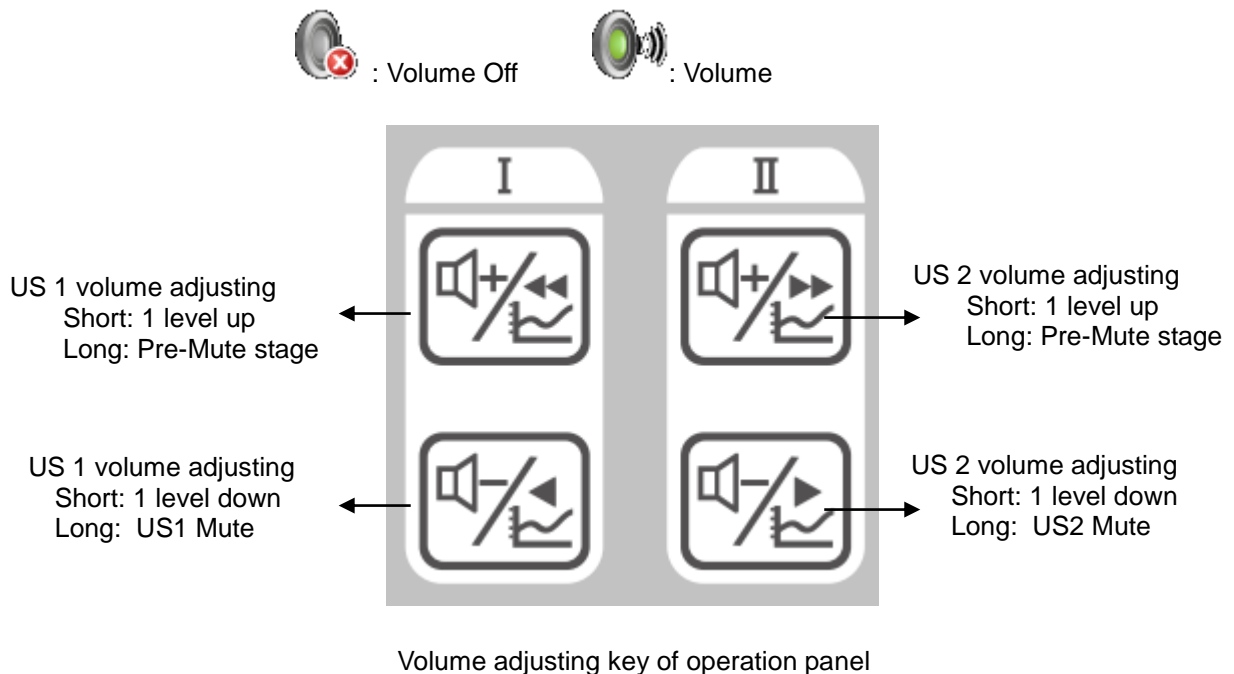 : Volume Off
: Volume
I
II
US 1 volume adjusting
Short: 1 level up
Long: Pre-Mute stage
US 2 volume adjusting
Short: 1 level up
Long: Pre-Mute stage
US 1 volume adjusting
Short: 1 level down
Long: US1 Mute
US 2 volume adjusting
Short: 1 level down
Long: US2 Mute
Volume adjusting key of operation panel